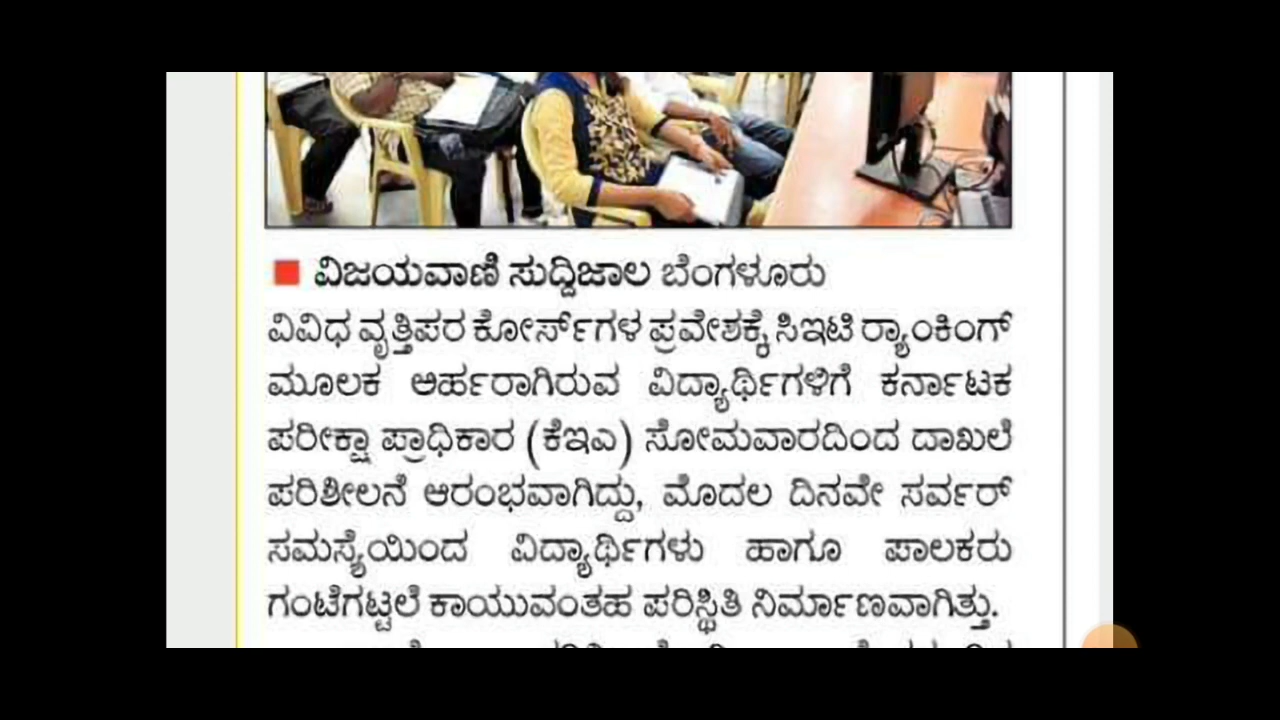 ವಿಜಯವಾಣಿ ಸುದ್ದಿಜಾಲ ಬೆಂಗಳೂರು
ವಿವಿಧ ವೃತ್ತಿಪರ ಕೋರ್ಸ್‌ಗಳ ಪ್ರವೇಶಕ್ಕೆ ಸಿಇಟಿ ರ‍್ಯಾಂಕಿಂಗ್
ಮೂಲಕ ಅರ್ಹರಾಗಿರುವ ವಿದ್ಯಾರ್ಥಿಗಳಿಗೆ ಕರ್ನಾಟಕ
ಪರೀಕ್ಷಾ ಪ್ರಾಧಿಕಾರ (ಕೆಇಎ) ಸೋಮವಾರದಿಂದ ದಾಖಲೆ
ಪರಿಶೀಲನೆ ಆರಂಭವಾಗಿದ್ದು, ಮೊದಲ ದಿನವೇ ಸರ್ವರ್
ಸಮಸ್ಯೆಯಿಂದ ವಿದ್ಯಾರ್ಥಿಗಳು ಹಾಗೂ ಪಾಲಕರು
ಗಂಟೆಗಟ್ಟಲೆ ಕಾಯುವಂತಹ ಪರಿಸ್ಥಿತಿ ನಿರ್ಮಾಣವಾಗಿತ್ತು.